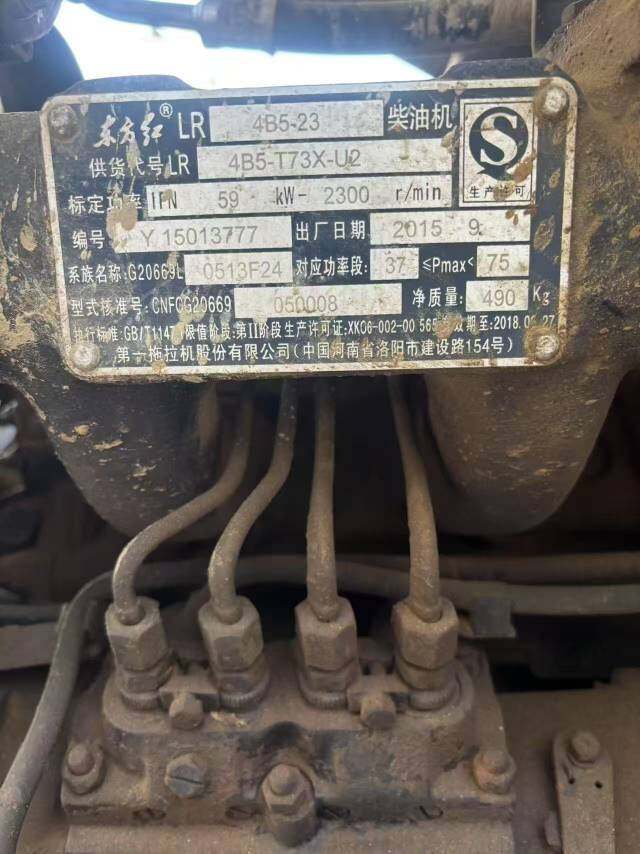 东方红® LR 4B5-23 柴油机
供货代号LR 4B5-T73X-U2
S
生产许可
标定功率 IFN 59 kW- 2300 r/min
编号 Y 15013777 出厂日期 2015 9
系族名称:G20669L 0513F24 对应功率段: 37 ≤Pmax< 75
型式核准号: CNFCG20669 050008 净质量: 490 Kg
执行标准:GB/T1147 限值阶段:第II阶段 生产许可证:XK06-002-00 565 有效期至:2018. 27
第一拖拉机股份有限公司(中国河南省洛阳市建设路154号)